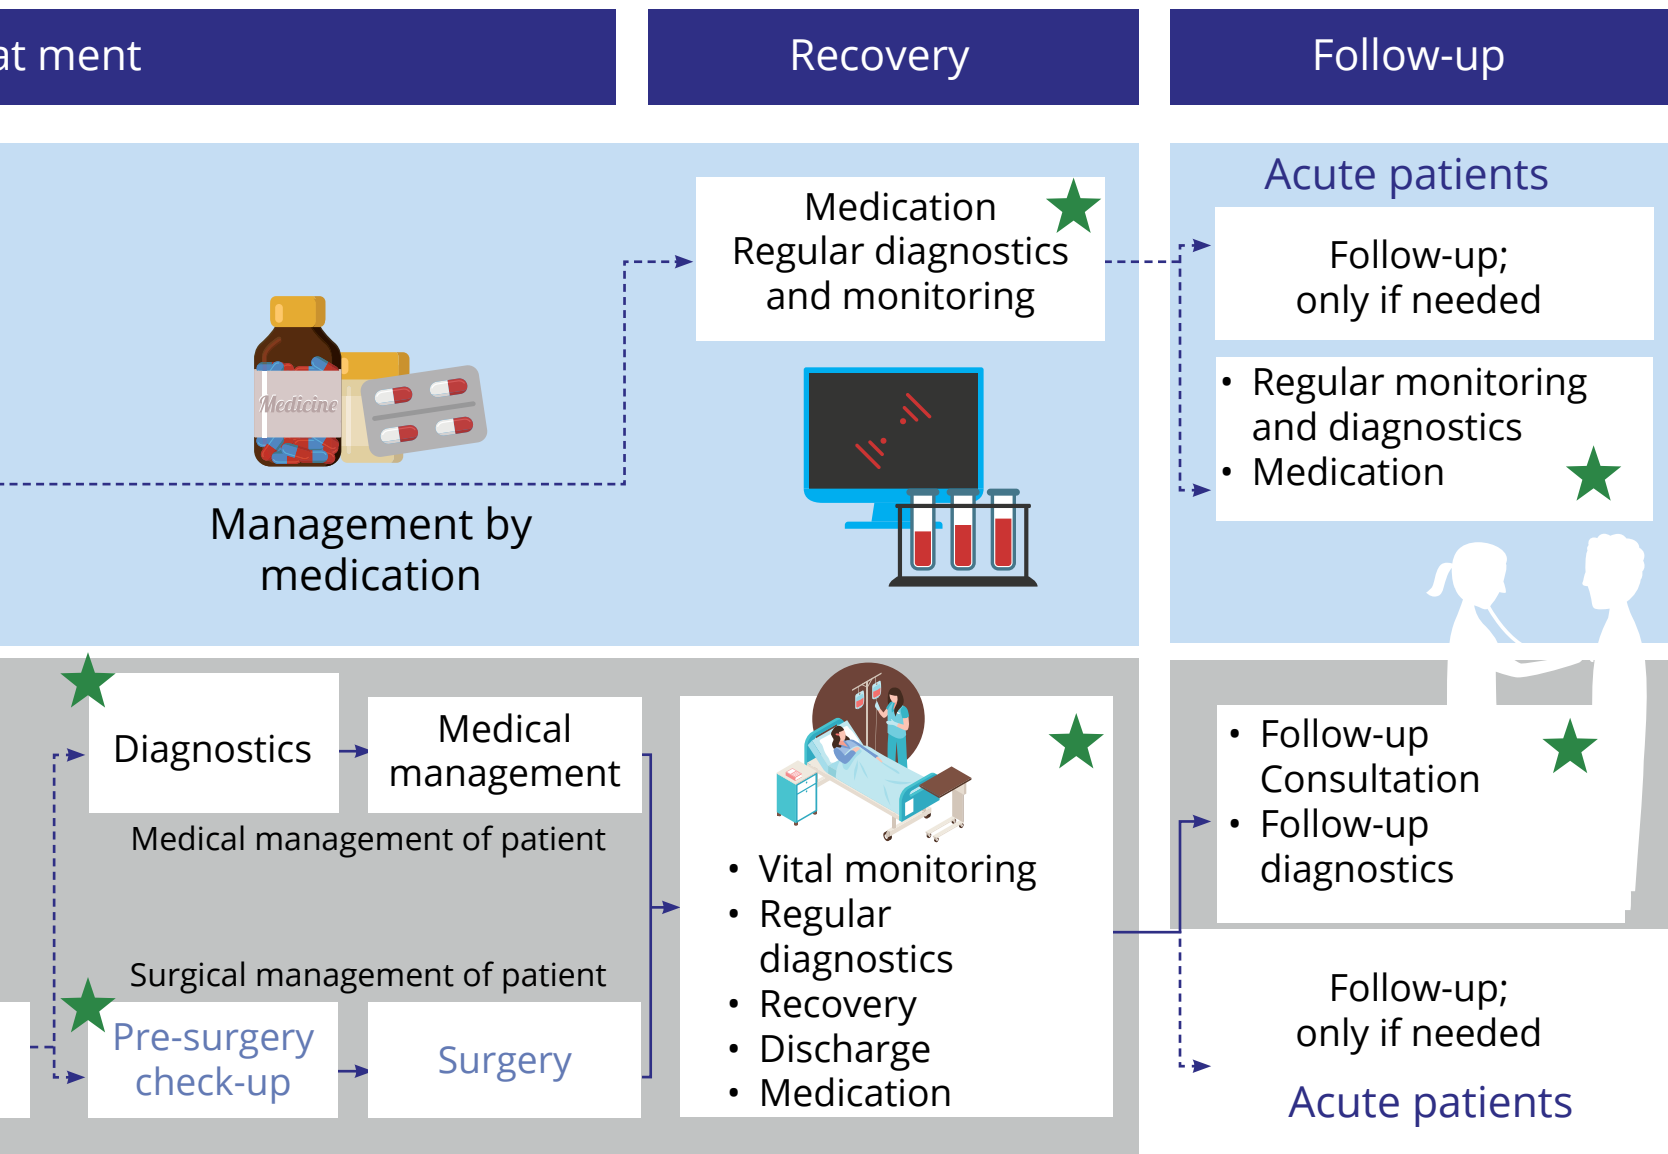 at ment
Recovery
Follow-up
Medication
Regular diagnostics
and monitoring
Acute patients
Follow-up;
only if needed
• Regular monitoring
and diagnostics
• Medication
Medicine
Management by
medication
Diagnostics
Medical
management
Medical management of patient
Surgical management of patient
Pre-surgery
check-up
Surgery
• Vital monitoring
• Regular
diagnostics
• Recovery
• Discharge
• Medication
• Follow-up
Consultation
• Follow-up
diagnostics
Follow-up;
only if needed
Acute patients